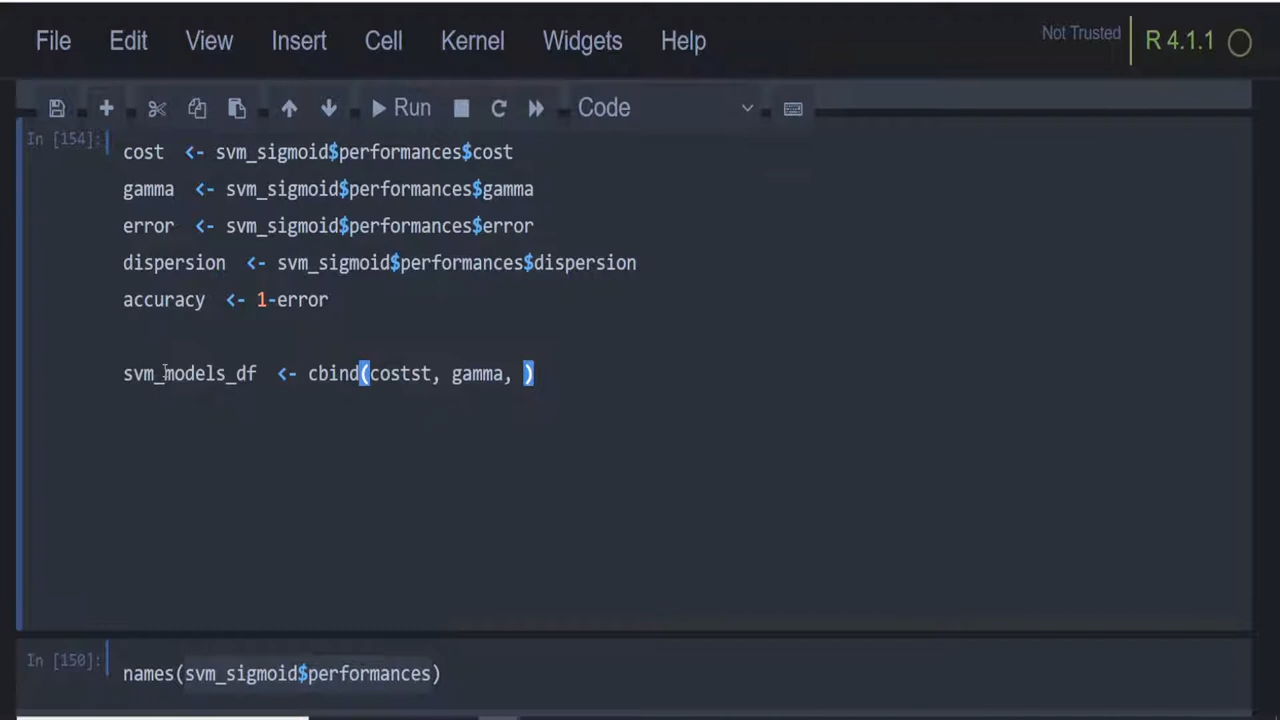 File Edit View Insert Cell Kernel Widgets Help Not Trusted R 4.1.1
Run Code
In [154]:
cost <- svm_sigmoid$performances$cost
gamma <- svm_sigmoid$performances$gamma
error <- svm_sigmoid$performances$error
dispersion <- svm_sigmoid$performances$dispersion
accuracy <- 1-error
svm_models_df <- cbind(costst, gamma, )
In [150]:
names(svm_sigmoid$performances)